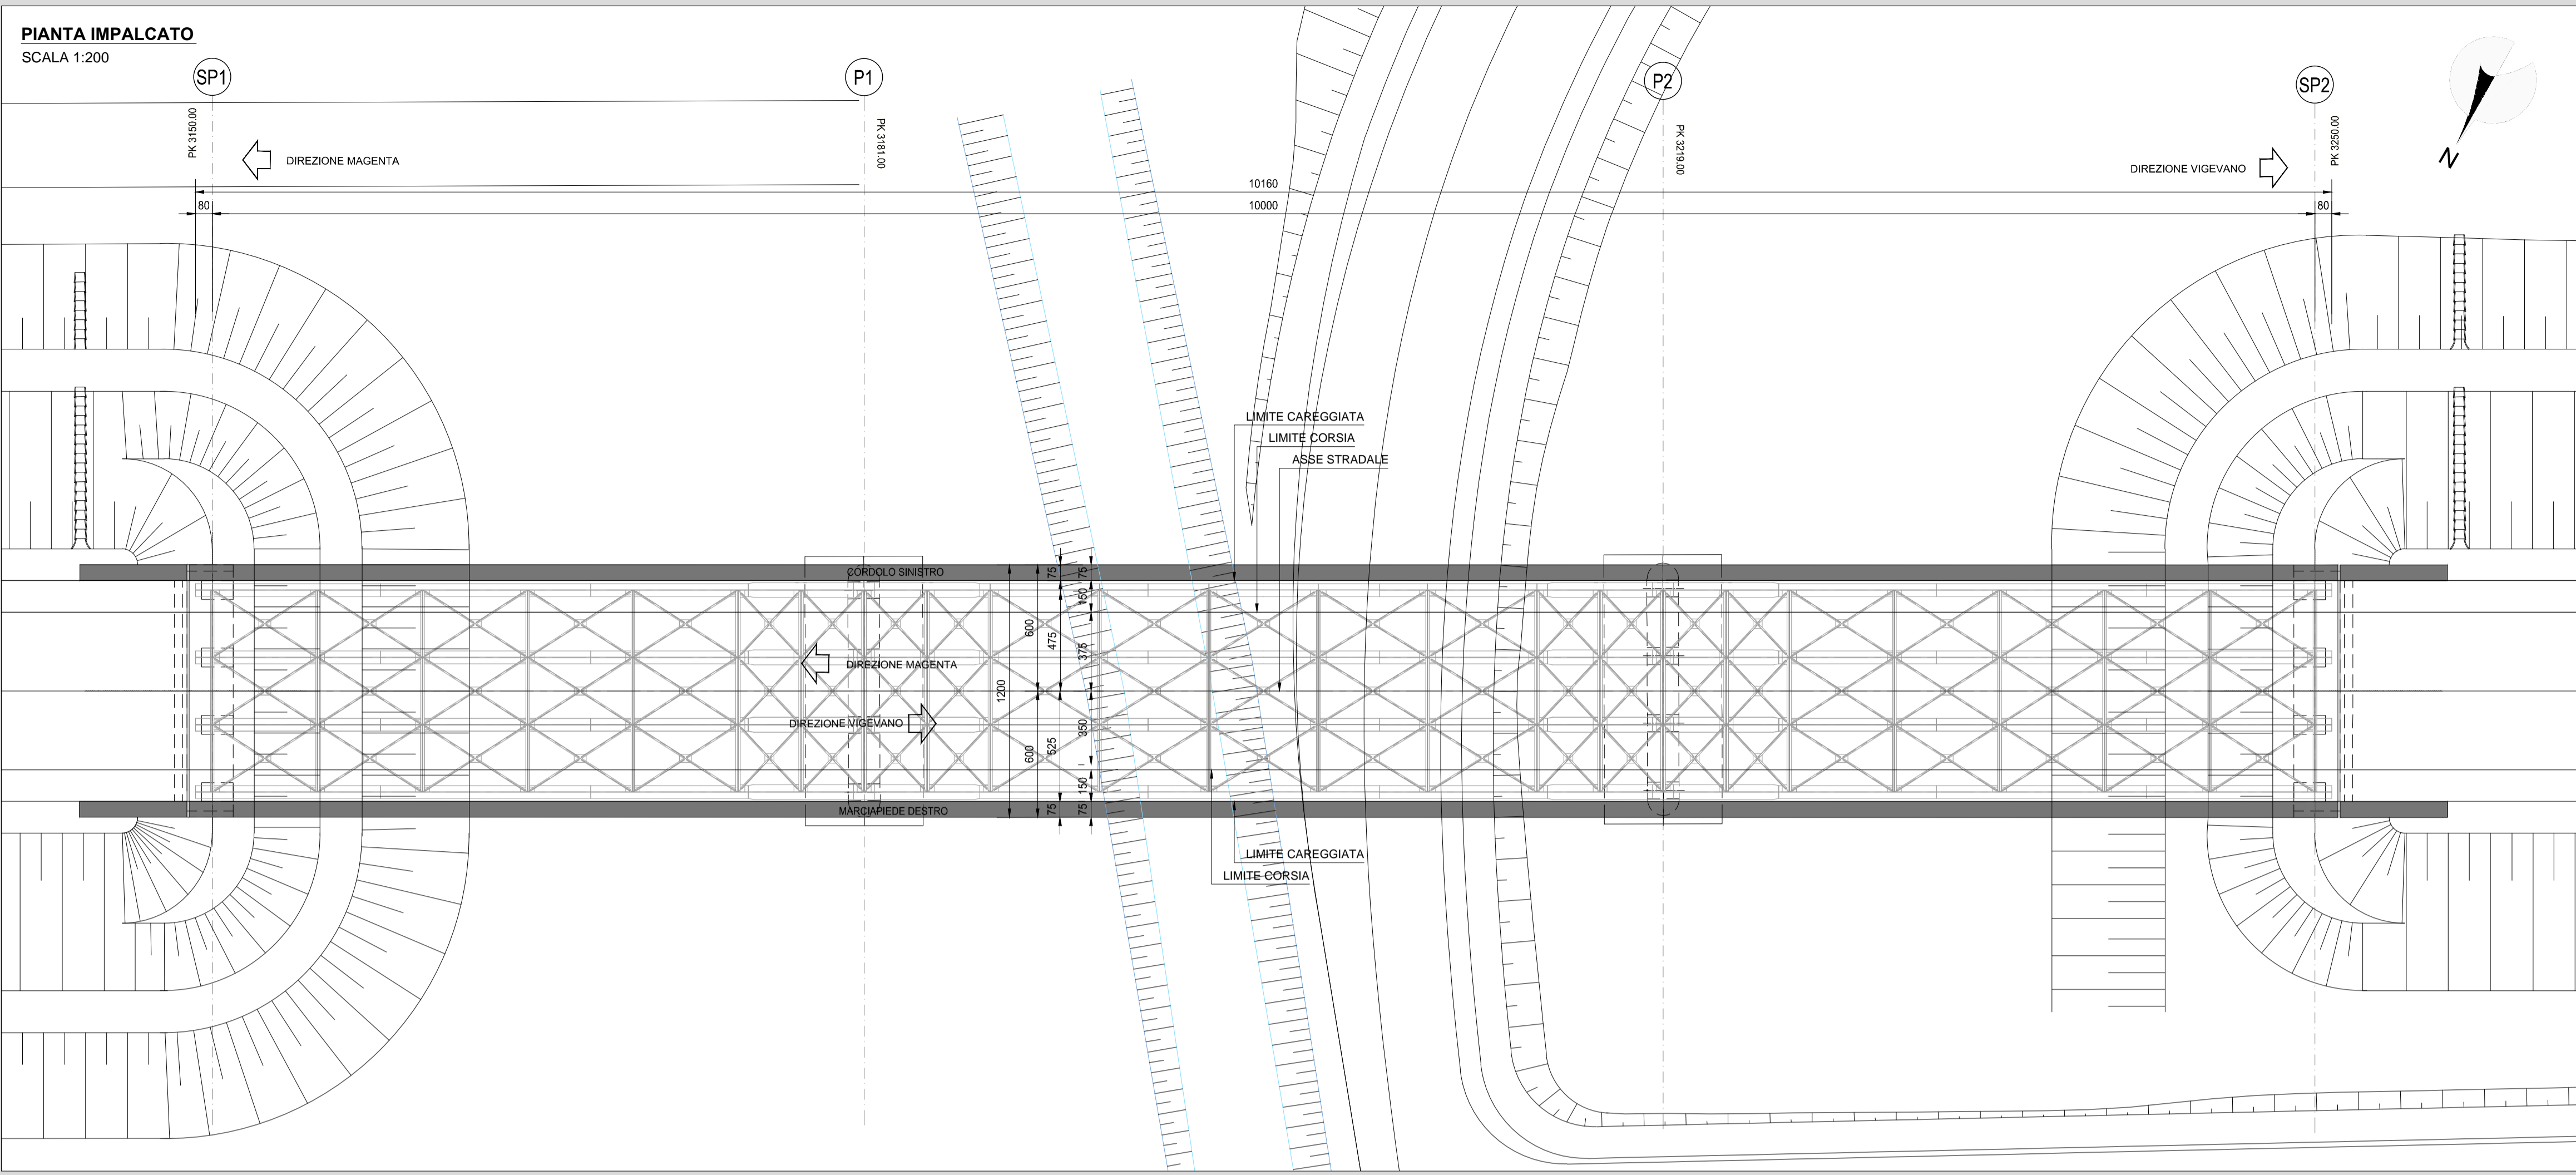 PIANTA IMPALCATO
SCALA 1:200
SP1
P1
P2
SP2
PK 3150.00
PK 3181.00
PK 3219.00
PK 3250.00
N
DIREZIONE MAGENTA
DIREZIONE VIGEVANO
10160
80
10000
80
LIMITE CAREGGIATA
LIMITE CORSIA
ASSE STRADALE
CORDOLO SINISTRO
75
75
150
600
475
375
DIREZIONE MAGENTA
1200
DIREZIONE VIGEVANO
350
600
525
150
MARCIAPIEDE DESTRO
75
75
LIMITE CAREGGIATA
LIMITE CORSIA